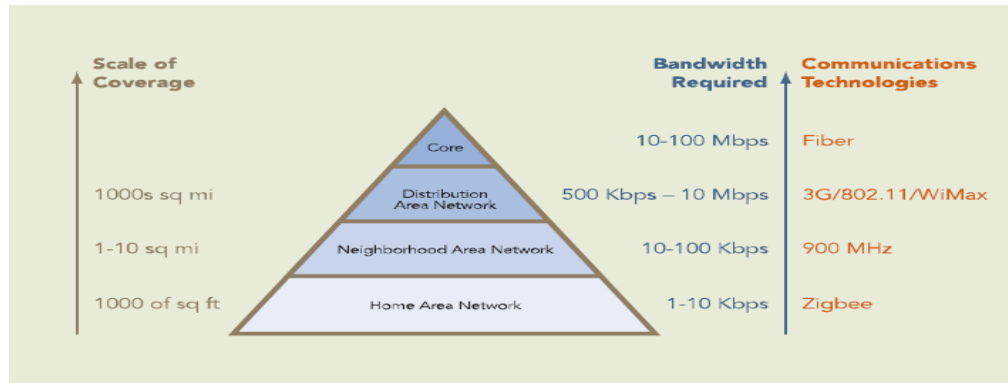 Scale of
Coverage
Bandwidth
Required
Communications
Technologies
Core
10-100 Mbps
Fiber
1000s sq mi
Distribution
Area Network
500 Kbps – 10 Mbps
3G/802.11/WiMax
1-10 sq mi
Neighborhood Area Network
10-100 Kbps
900 MHz
1000 of sq ft
Home Area Network
1-10 Kbps
Zigbee